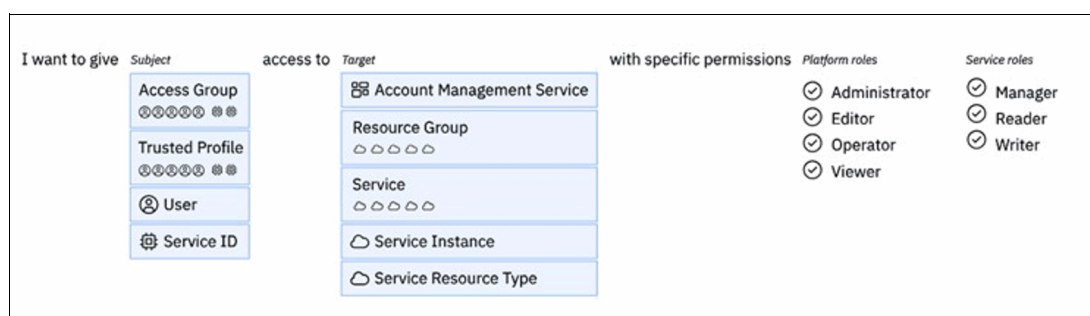 I want to give Subject access to Target with specific permissions Platform roles Service roles
Access Group
Trusted Profile
User
Service ID
Account Management Service
Resource Group
Service
Service Instance
Service Resource Type
Administrator
Editor
Operator
Viewer
Manager
Reader
Writer